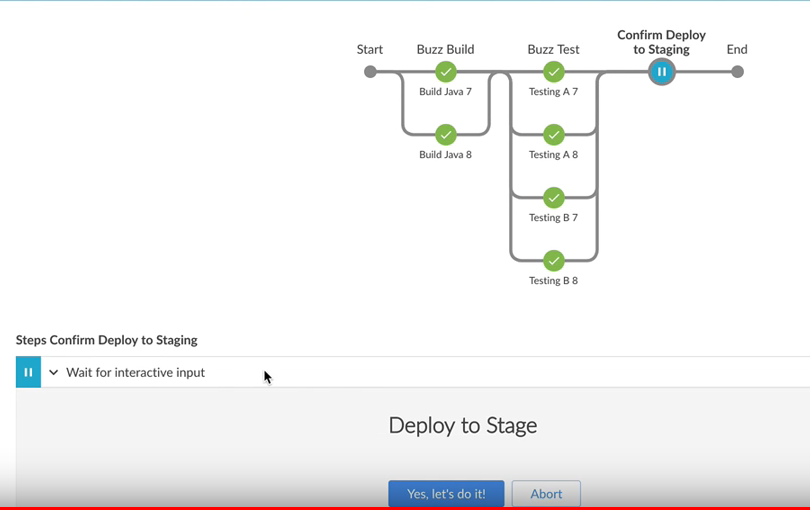 Confirm Deploy
to Staging
Start
Buzz Build
Buzz Test
End
Build Java 7
Testing A 7
Build Java 8
Testing A 8
Testing B 7
Testing B 8
Steps Confirm Deploy to Staging
Wait for interactive input
Deploy to Stage
Yes, let's do it!
Abort